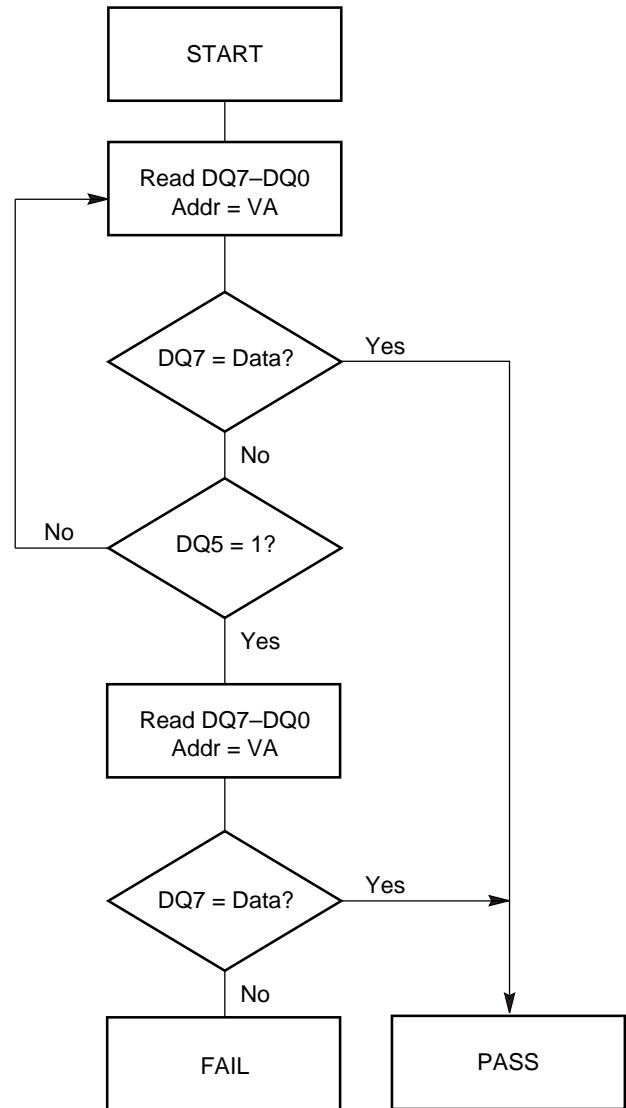 START
Read DQ7–DQ0
Addr = VA
DQ7 = Data?
Yes
No
No
DQ5 = 1?
Yes
Read DQ7–DQ0
Addr = VA
DQ7 = Data?
Yes
No
FAIL
PASS